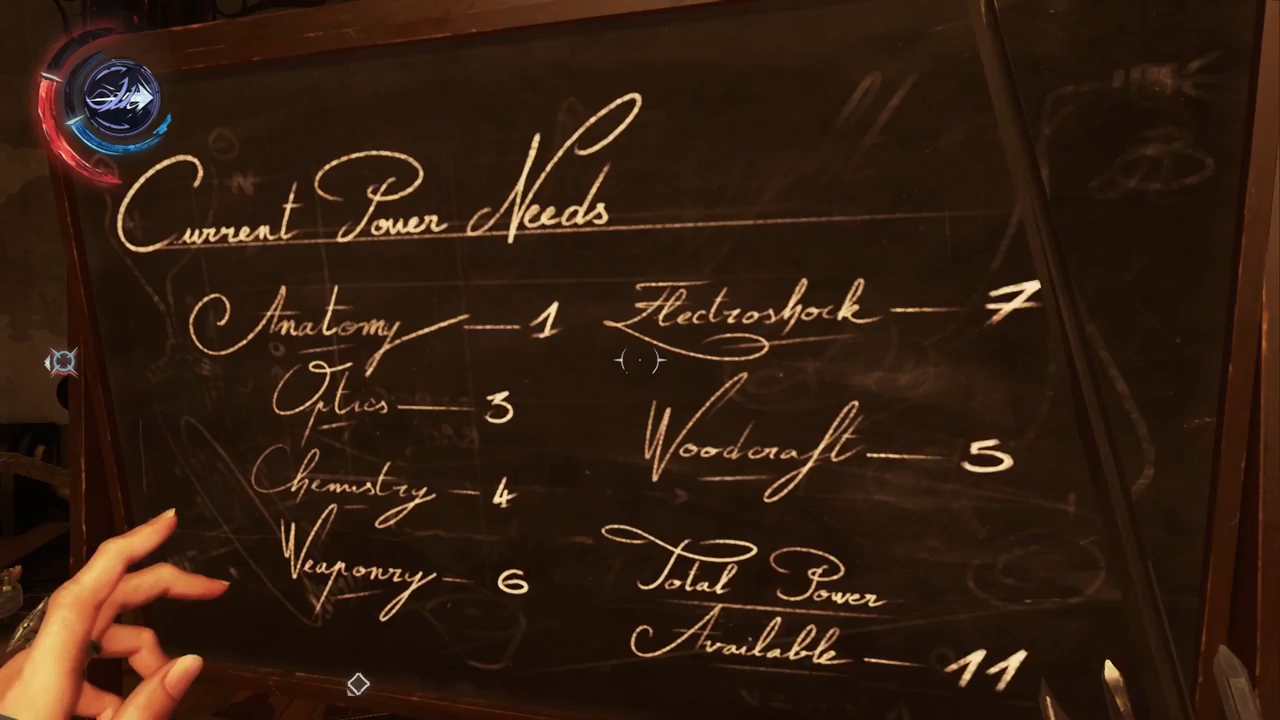 Current Power Needs
Anatomy — 1
Optics — 3
Chemistry — 4
Weaponry — 6
Electroshock — 7
Woodcraft — 5
Total Power
Available — 11